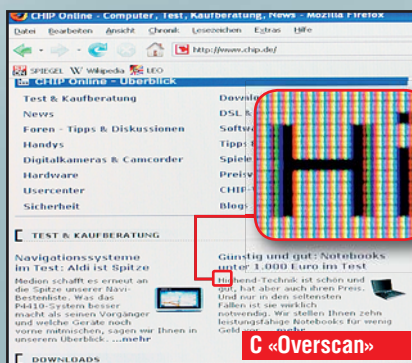 CHIP Online - Computer, Test, Kaufberatung, News - Mozilla Firefox
Datei Bearbeiten Ansicht Chronik Lesezeichen Extras Hilfe
http://www.chip.de/
SPIEGEL W Wikipedia LEO
CHIP Online - Überblick
Test & Kaufberatung
News
Foren - Tipps & Diskussionen
Handys
Digitalkameras & Camcorder
Hardware
Usercenter
Sicherheit
Downl
DSL &
Softw
Tipps
Spiele
Preisv
CHIP-
Blogs
Hi
TEST & KAUFBERATUNG
Navigationssysteme
im Test: Aldi ist Spitze
Medion schafft es erneut an
die Spitze unserer Navi-
Bestenliste. Was das
P4410-System besser
macht als seinen Vorgänger
und welche Geräte noch
vorne mitmischen, sagen wir Ihnen in
unserem Überblick. ...mehr
Günstig und gut: Notebooks
unter 1.000 Euro im Test
Highend-Technik ist schön und
gut, hat aber auch ihren Preis.
Und nur in den seltensten
Fällen ist sie wirklich
notwendig. Wir stellen Ihnen zehn
leistungsfähige Notebooks für wenig
Geld vor. ...mehr
DOWNLOADS
C «Overscan»